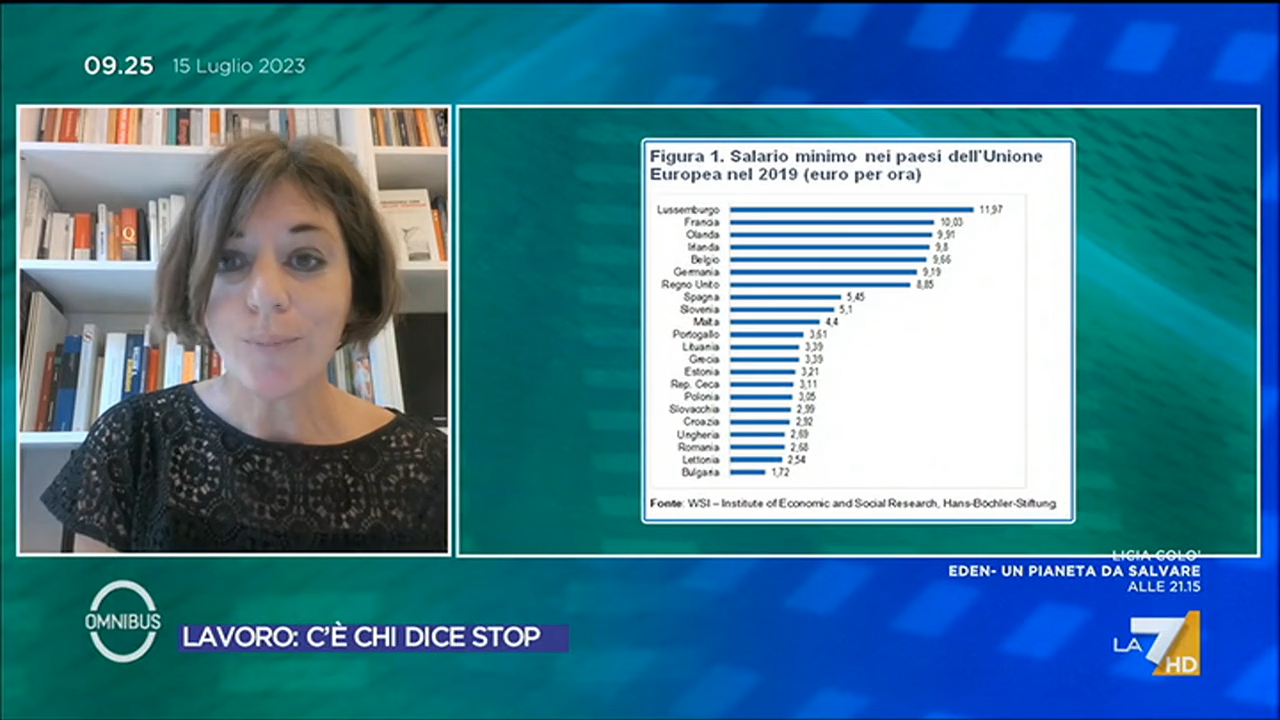 09.25 15 Luglio 2023
Figura 1. Salario minimo nei paesi dell'Unione
Europea nel 2019 (euro per ora)
Lussemburgo 11,97
Francia 10,03
Olanda 9,91
Irlanda 9,8
Belgio 9,66
Germania 9,19
Regno Unito 8,85
Spagna 5,45
Slovenia 5,1
Malta 4,4
Portogallo 3,61
Lituania 3,39
Grecia 3,39
Estonia 3,21
Rep. Ceca 3,11
Polonia 3,05
Slovacchia 2,99
Croazia 2,92
Ungheria 2,69
Romania 2,68
Lettonia 2,54
Bulgaria 1,72
Fonte: WSI – Institute of Economic and Social Research, Hans-Böchler-Stiftung
LICIA COLO'
EDEN- UN PIANETA DA SALVARE
ALLE 21.15
OMNIBUS
LAVORO: C'È CHI DICE STOP
LA 7 HD
Q